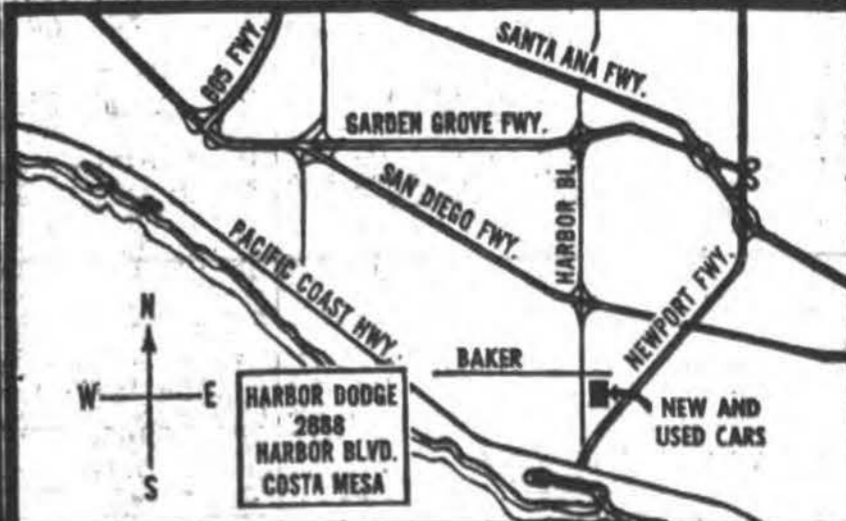 605 FWY.
SANTA ANA FWY.
GARDEN GROVE FWY.
SAN DIEGO FWY.
HARBOR BL.
PACIFIC COAST HWY.
NEWPORT FWY.
BAKER
N
W E
S
HARBOR DODGE
2888
HARBOR BLVD.
COSTA MESA
NEW AND
USED CARS